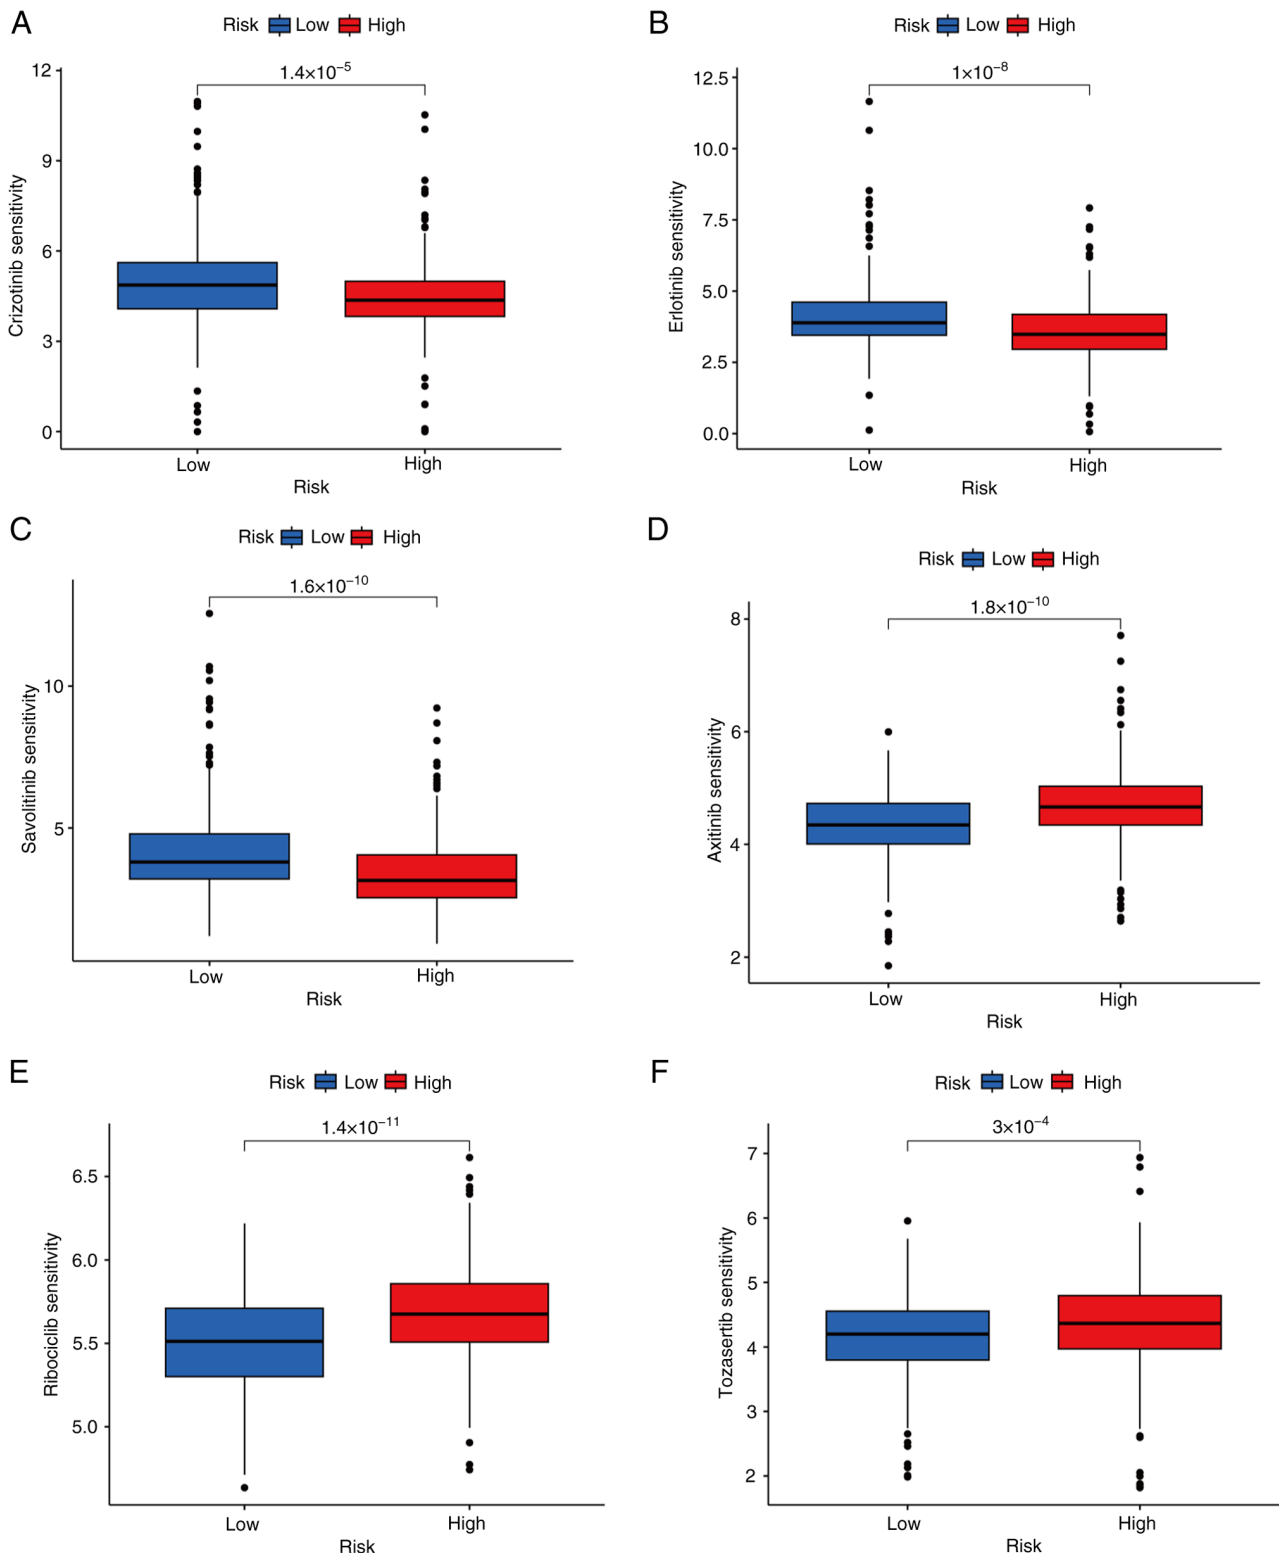 A
Risk Low High
1.4×10⁻⁵
Crizotinib sensitivity
12
9
6
3
0
Low High
Risk
B
Risk Low High
1×10⁻⁸
Erlotinib sensitivity
12.5
10.0
7.5
5.0
2.5
0.0
Low High
Risk
C
Risk Low High
1.6×10⁻¹⁰
Savolitinib sensitivity
10
5
Low High
Risk
D
Risk Low High
1.8×10⁻¹⁰
Axitinib sensitivity
8
6
4
2
Low High
Risk
E
Risk Low High
1.4×10⁻¹¹
Ribociclib sensitivity
6.5
6.0
5.5
5.0
Low High
Risk
F
Risk Low High
3×10⁻⁴
Tozasertib sensitivity
7
6
5
4
3
2
Low High
Risk